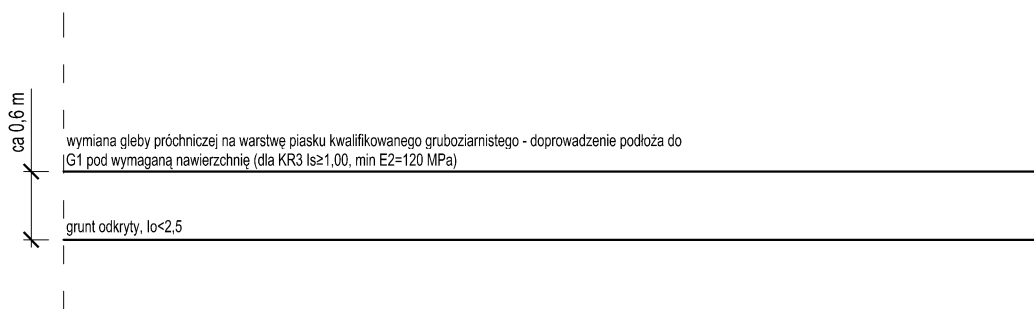 ca 0,6 m
wymiana gleby próchniczej na warstwę piasku kwalifikowanego gruboziarnistego - doprowadzenie podłoża do
G1 pod wymaganą nawierzchnię (dla KR3 Is≥1,00, min E2=120 MPa)
grunt odkryty, Io<2,5